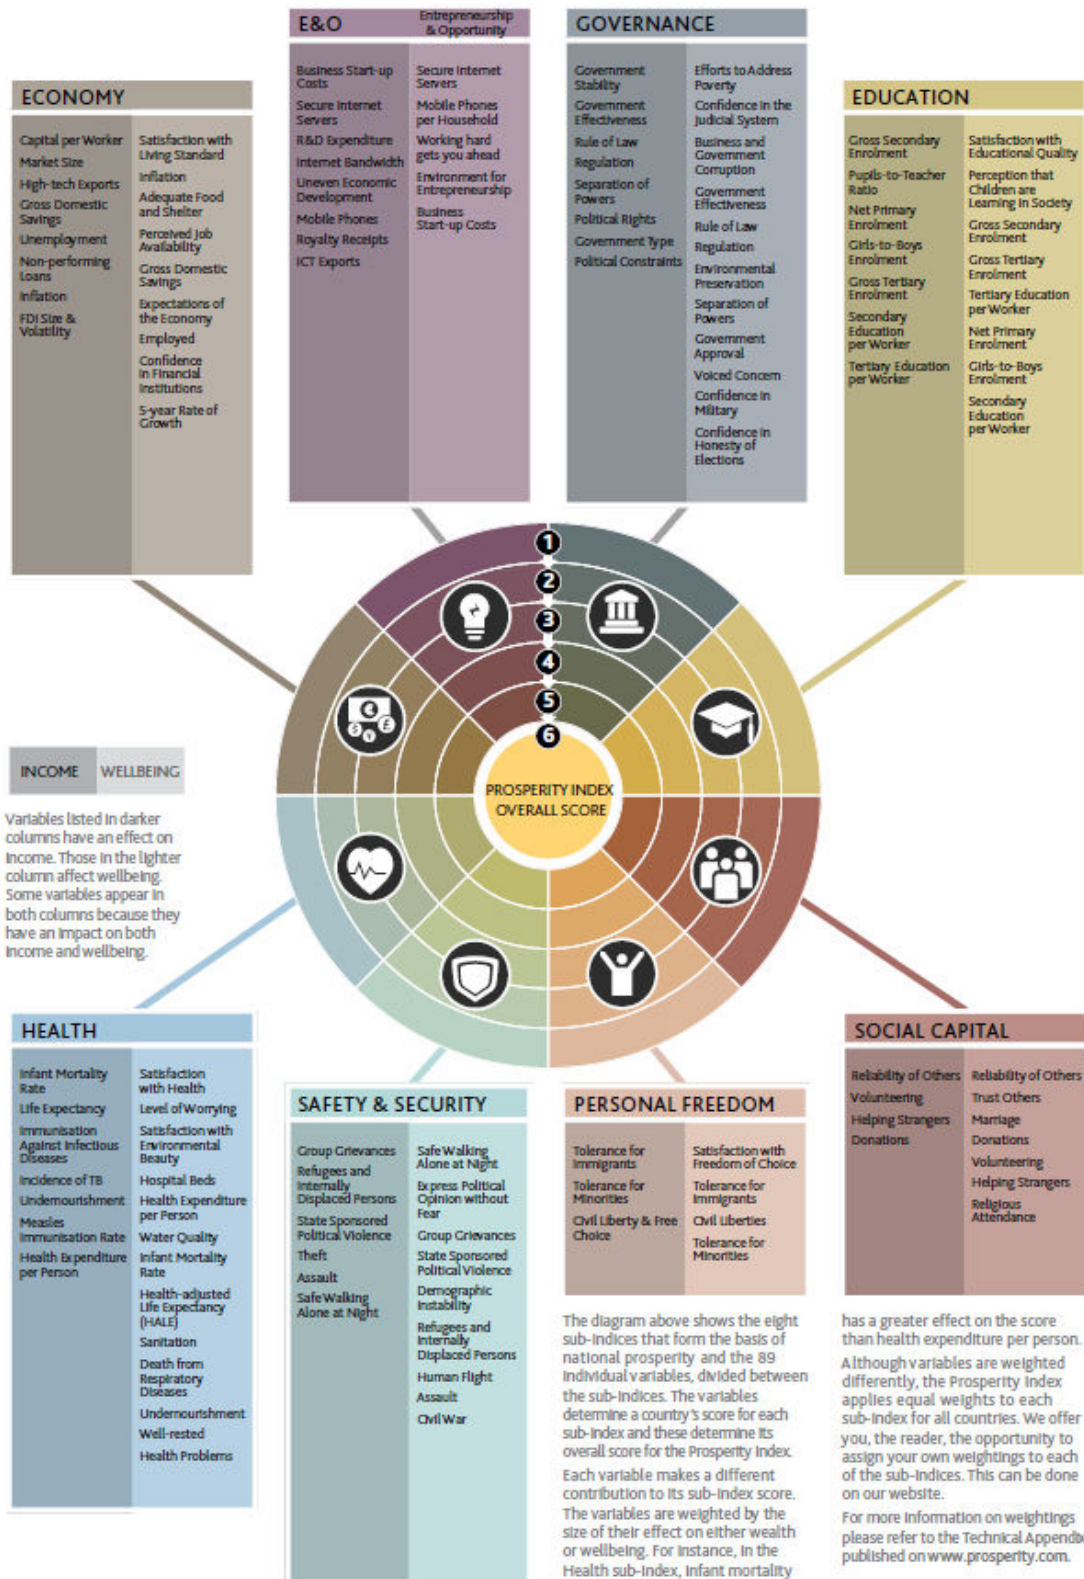 E&O
Entrepreneurship
& Opportunity
Business Start-up
Costs
Secure Internet
Servers
R&D Expenditure
Internet Bandwidth
Uneven Economic
Development
Mobile Phones
Royalty Receipts
ICT Exports
Secure Internet
Servers
Mobile Phones
per Household
Working hard
gets you ahead
Environment for
Entrepreneurship
Business
Start-up Costs
GOVERNANCE
Government
Stability
Government
Effectiveness
Rule of Law
Regulation
Separation of
Powers
Political Rights
Government Type
Political Constraints
Efforts to Address
Poverty
Confidence in the
Judicial System
Business and
Government
Corruption
Government
Effectiveness
Rule of Law
Regulation
Environmental
Preservation
Separation of
Powers
Government
Approval
Voiced Concern
Confidence in
Military
Confidence in
Honesty of
Elections
ECONOMY
Capital per Worker
Market Size
High-tech Exports
Gross Domestic
Savings
Unemployment
Non-performing
Loans
Inflation
FDI Size &
Volatility
Satisfaction with
Living Standard
Inflation
Adequate Food
and Shelter
Perceived Job
Availability
Gross Domestic
Savings
Expectations of
the Economy
Employed
Confidence
in Financial
Institutions
5-year Rate of
Growth
EDUCATION
Gross Secondary
Enrolment
Pupils-to-Teacher
Ratio
Net Primary
Enrolment
Girls-to-Boys
Enrolment
Gross Tertiary
Enrolment
Secondary
Education
per Worker
Tertiary Education
per Worker
Satisfaction with
Educational Quality
Perception that
Children are
Learning in Society
Gross Secondary
Enrolment
Gross Tertiary
Enrolment
Tertiary Education
per Worker
Net Primary
Enrolment
Girls-to-Boys
Enrolment
Secondary
Education
per Worker
1
2
3
4
5
6
PROSPERITY INDEX
OVERALL SCORE
INCOME WELLBEING
Variables listed in darker
columns have an effect on
income. Those in the lighter
column affect wellbeing.
Some variables appear in
both columns because they
have an impact on both
income and wellbeing.
HEALTH
Infant Mortality
Rate
Life Expectancy
Immunisation
Against Infectious
Diseases
Incidence of TB
Undernourishment
Measles
Immunisation Rate
Health Expenditure
per Person
Satisfaction
with Health
Level of Worrying
Satisfaction with
Environmental
Beauty
Hospital Beds
Health Expenditure
per Person
Water Quality
Infant Mortality
Rate
Health-adjusted
Life Expectancy
(HALE)
Sanitation
Death from
Respiratory
Diseases
Undernourishment
Well-rested
Health Problems
SAFETY & SECURITY
Group Grievances
Refugees and
Internally
Displaced Persons
State Sponsored
Political Violence
Theft
Assault
Safe Walking
Alone at Night
Safe Walking
Alone at Night
Express Political
Opinion without
Fear
Group Grievances
State Sponsored
Political Violence
Demographic
Instability
Refugees and
Internally
Displaced Persons
Human Flight
Assault
Civil War
PERSONAL FREEDOM
Tolerance for
Immigrants
Tolerance for
Minorities
Civil Liberty & Free
Choice
Satisfaction with
Freedom of Choice
Tolerance for
Immigrants
Civil Liberties
Tolerance for
Minorities
SOCIAL CAPITAL
Reliability of Others
Volunteering
Helping Strangers
Donations
Reliability of Others
Trust Others
Marriage
Donations
Volunteering
Helping Strangers
Religious
Attendance
The diagram above shows the eight
sub-indices that form the basis of
national prosperity and the 89
individual variables, divided between
the sub-indices. The variables
determine a country's score for each
sub-index and these determine its
overall score for the Prosperity Index.
Each variable makes a different
contribution to its sub-index score.
The variables are weighted by the
size of their effect on either wealth
or wellbeing. For instance, in the
Health sub-index, infant mortality
has a greater effect on the score
than health expenditure per person.
Although variables are weighted
differently, the Prosperity Index
applies equal weights to each
sub-index for all countries. We offer
you, the reader, the opportunity to
assign your own weightings to each
of the sub-indices. This can be done
on our website.
For more information on weightings
please refer to the Technical Appendix
published on www.prosperity.com.